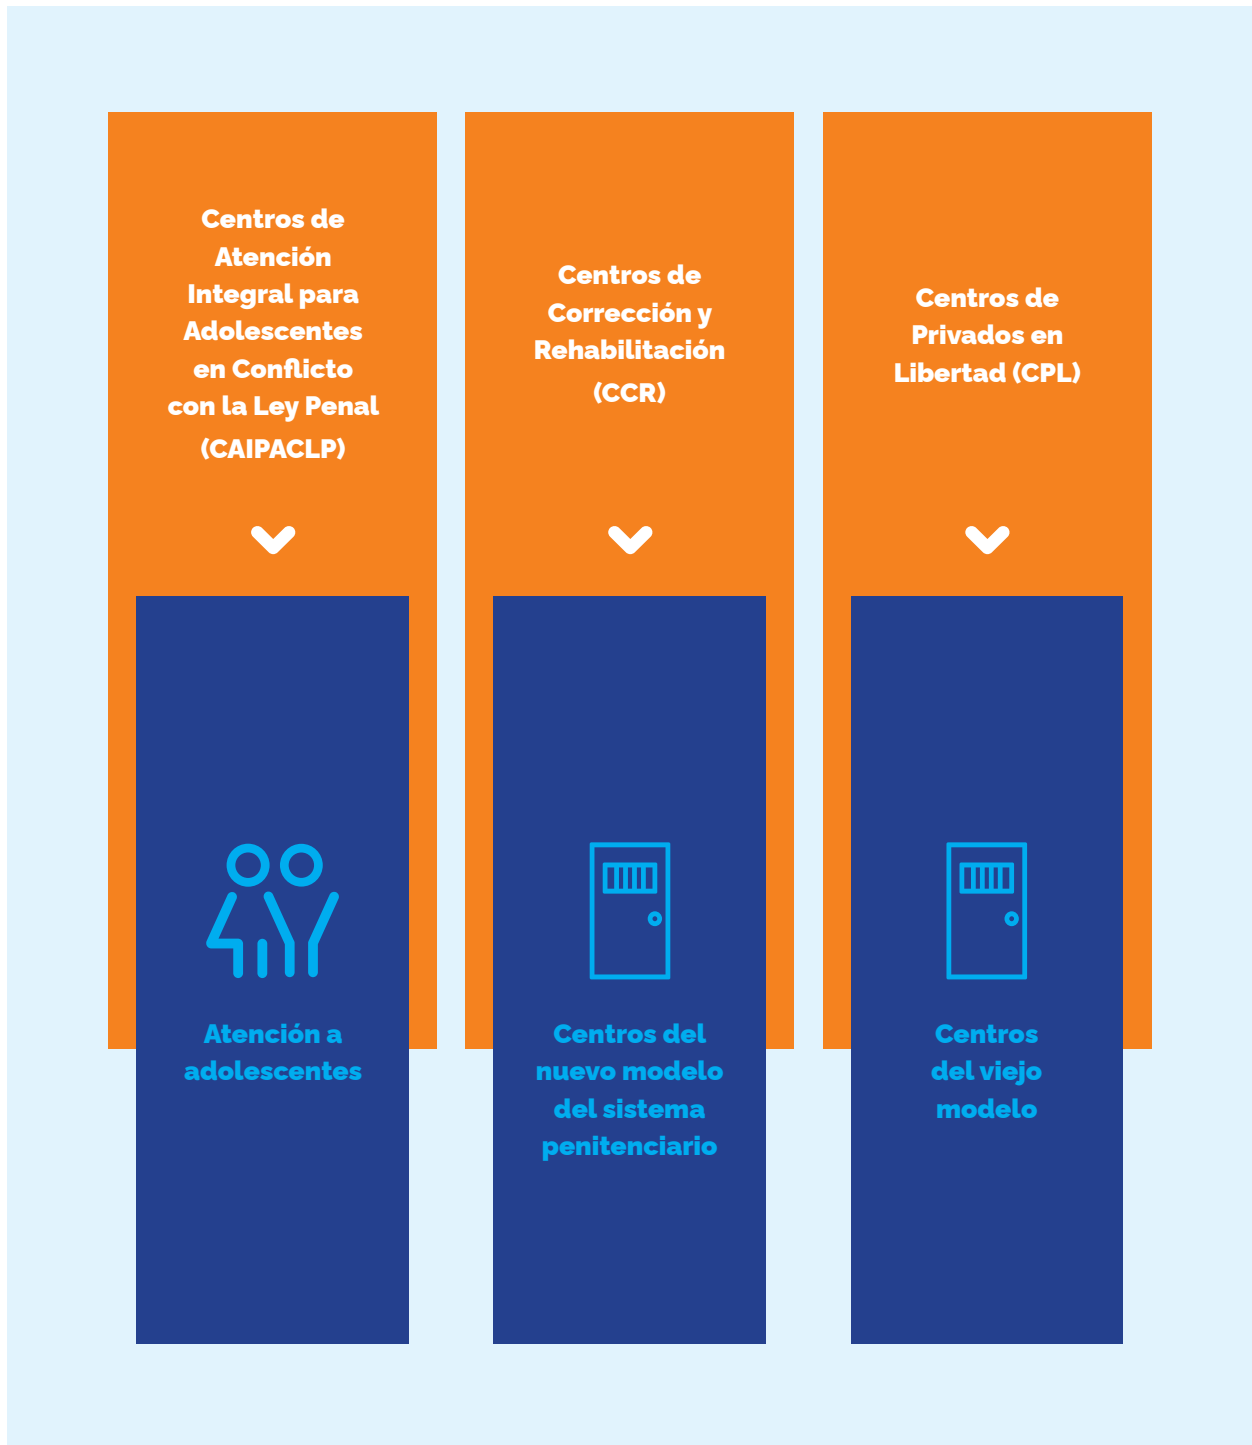 Centros de
Atención
Integral para
Adolescentes
en Conflicto
con la Ley Penal
(CAIPACLP)
Atención a
adolescentes
Centros de
Corrección y
Rehabilitación
(CCR)
Centros del
nuevo modelo
del sistema
penitenciario
Centros de
Privados en
Libertad (CPL)
Centros
del viejo
modelo